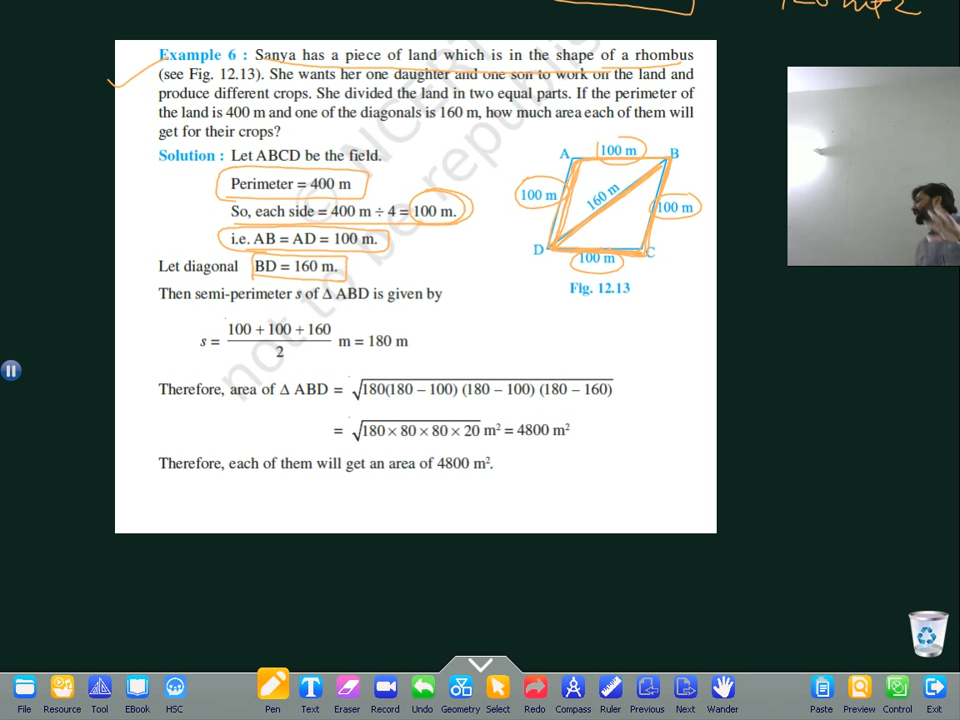 Example 6 : Sanya has a piece of land which is in the shape of a rhombus
(see Fig. 12.13). She wants her one daughter and one son to work on the land and
produce different crops. She divided the land in two equal parts. If the perimeter of
the land is 400 m and one of the diagonals is 160 m, how much area each of them will
get for their crops?
Solution : Let ABCD be the field.
Perimeter = 400 m
So, each side = 400 m ÷ 4 = 100 m.
i.e. AB = AD = 100 m.
Let diagonal BD = 160 m.
Then semi-perimeter s of Δ ABD is given by
s = (100 + 100 + 160)/2 m = 180 m
Therefore, area of Δ ABD = √180(180 – 100) (180 – 100) (180 – 160)
= √180 × 80 × 80 × 20 m² = 4800 m²
Therefore, each of them will get an area of 4800 m².
A 100 m B
100 m 160 m 100 m
D 100 m C
Fig. 12.13
© NCERT
not to be republis
File Resource Tool EBook HSC Pen Text Eraser Record Undo Geometry Select Redo Compass Ruler Previous Next Wander Paste Preview Control Exit